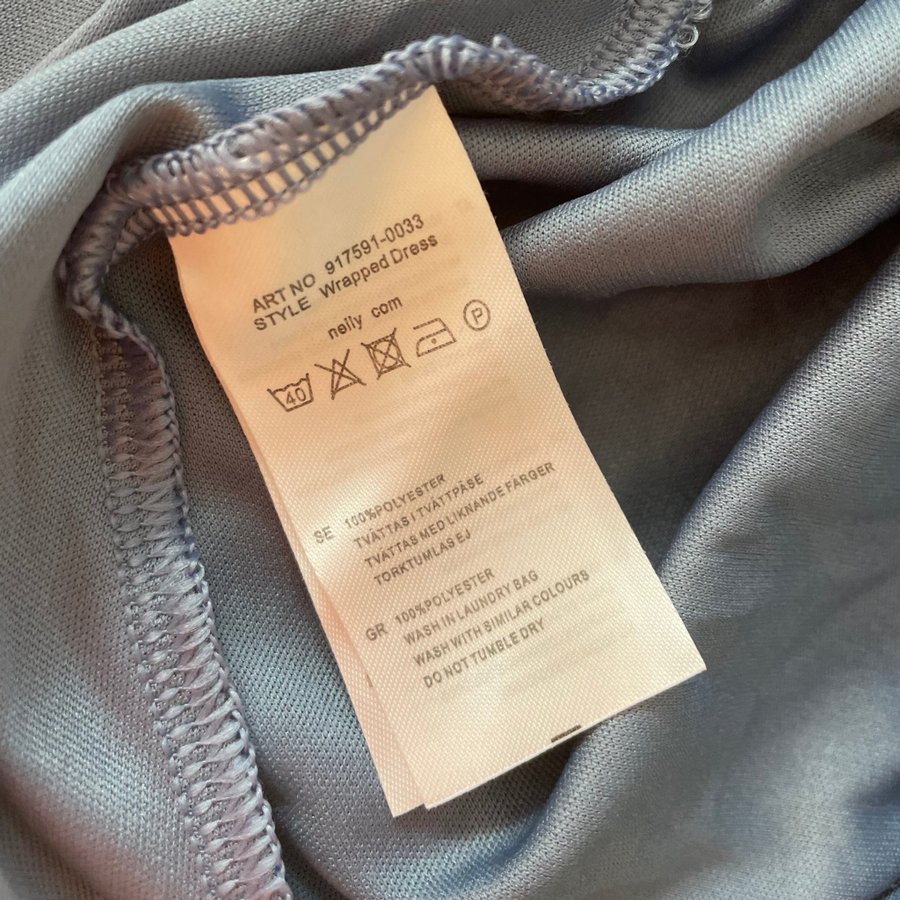 ART NO 917591-0033
STYLE Wrapped Dress
nelly com
40 P
SE 100%POLYESTER
TVÄTTAS I TVÄTTPÅSE
TVÄTTAS MED LIKNANDE FÄRGER
TORKTUMLAS EJ
GR 100%POLYESTER
WASH IN LAUNDRY BAG
WASH WITH SIMILAR COLOURS
DO NOT TUMBLE DRY